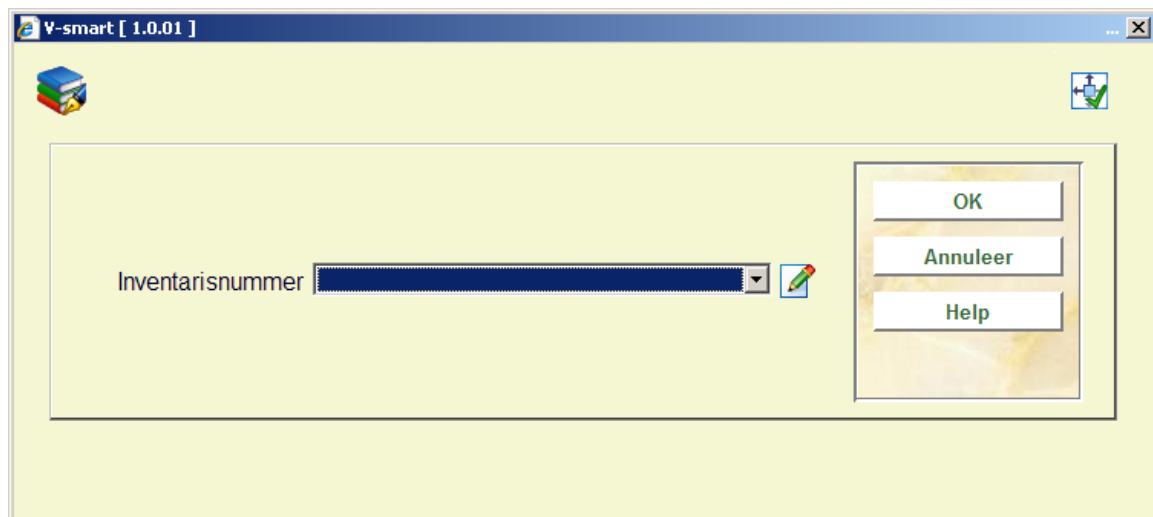 V-smart [ 1.0.01 ]
...
OK
Annuleer
Inventarisnummer
Help